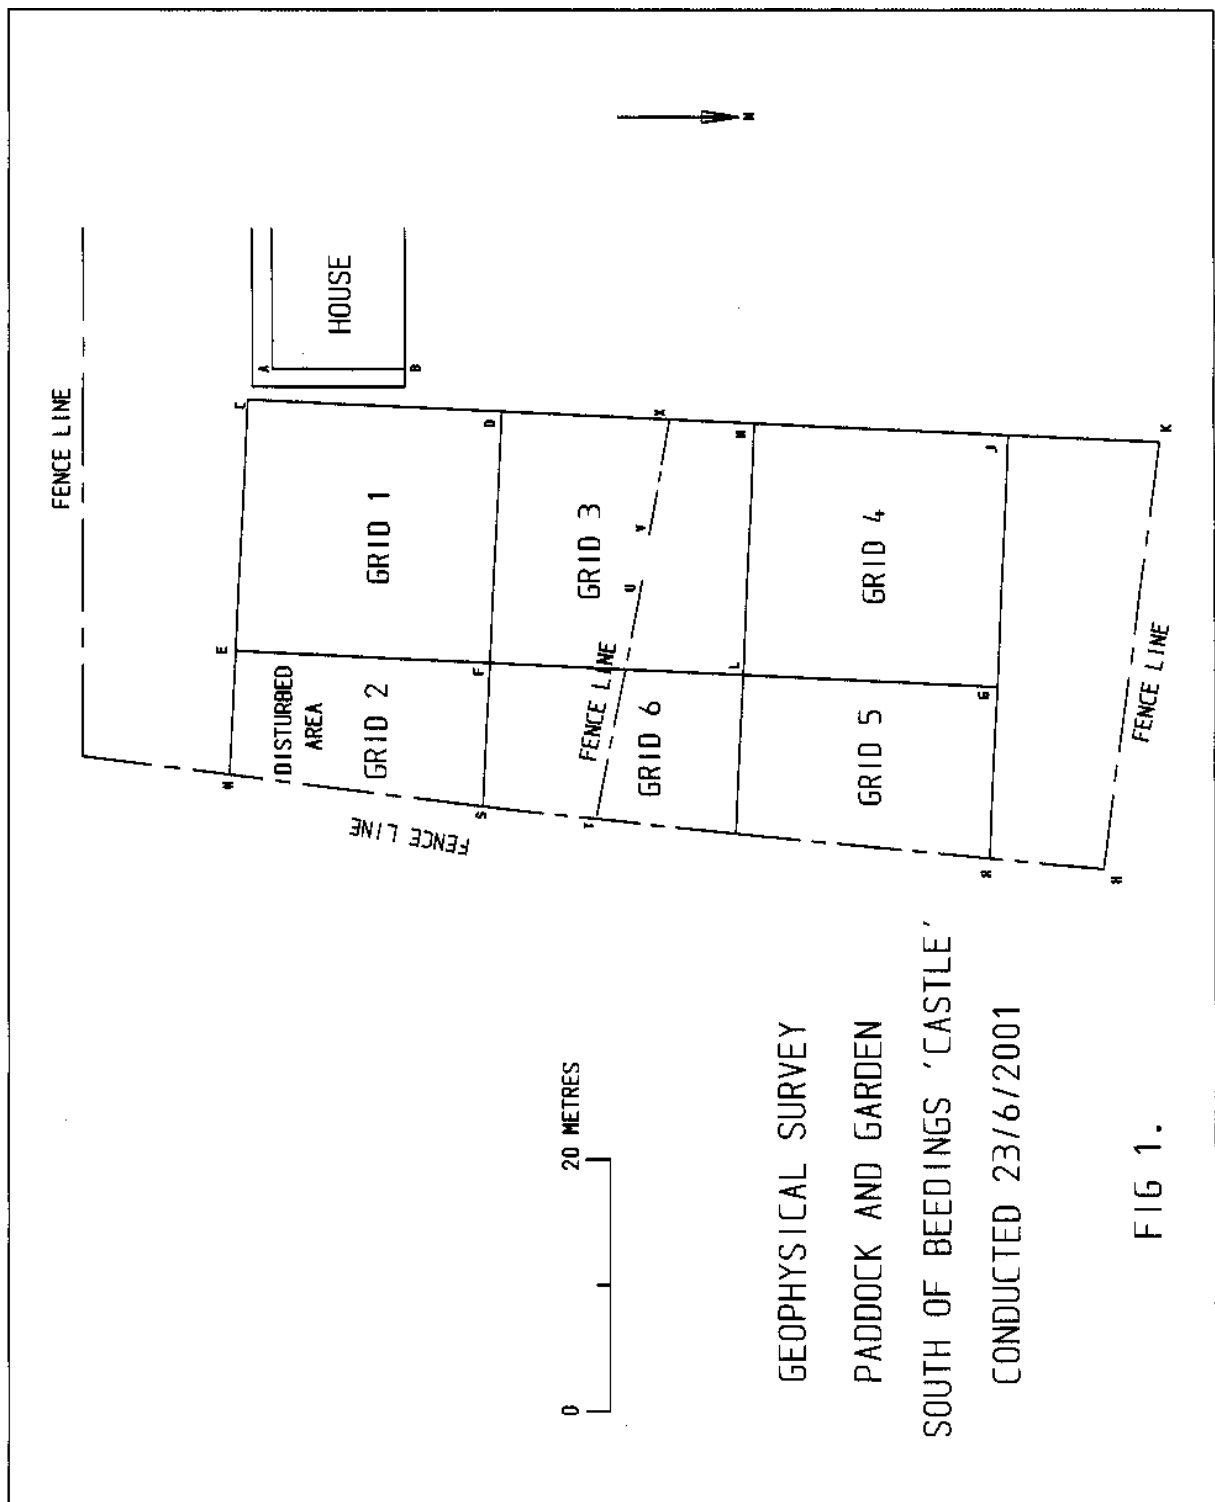 FENCE LINE
HOUSE
A
B
N
C
D
X
M
J
K
E
F
L
G
GRID 1
GRID 3
GRID 4
V
U
DISTURBED
AREA
GRID 2
FENCE LINE
GRID 6
GRID 5
FENCE LINE
FENCE LINE
S
T
H
0
20 METRES
GEOPHYSICAL SURVEY
PADDOCK AND GARDEN
SOUTH OF BEEDINGS 'CASTLE'
CONDUCTED 23/6/2001
FIG 1.